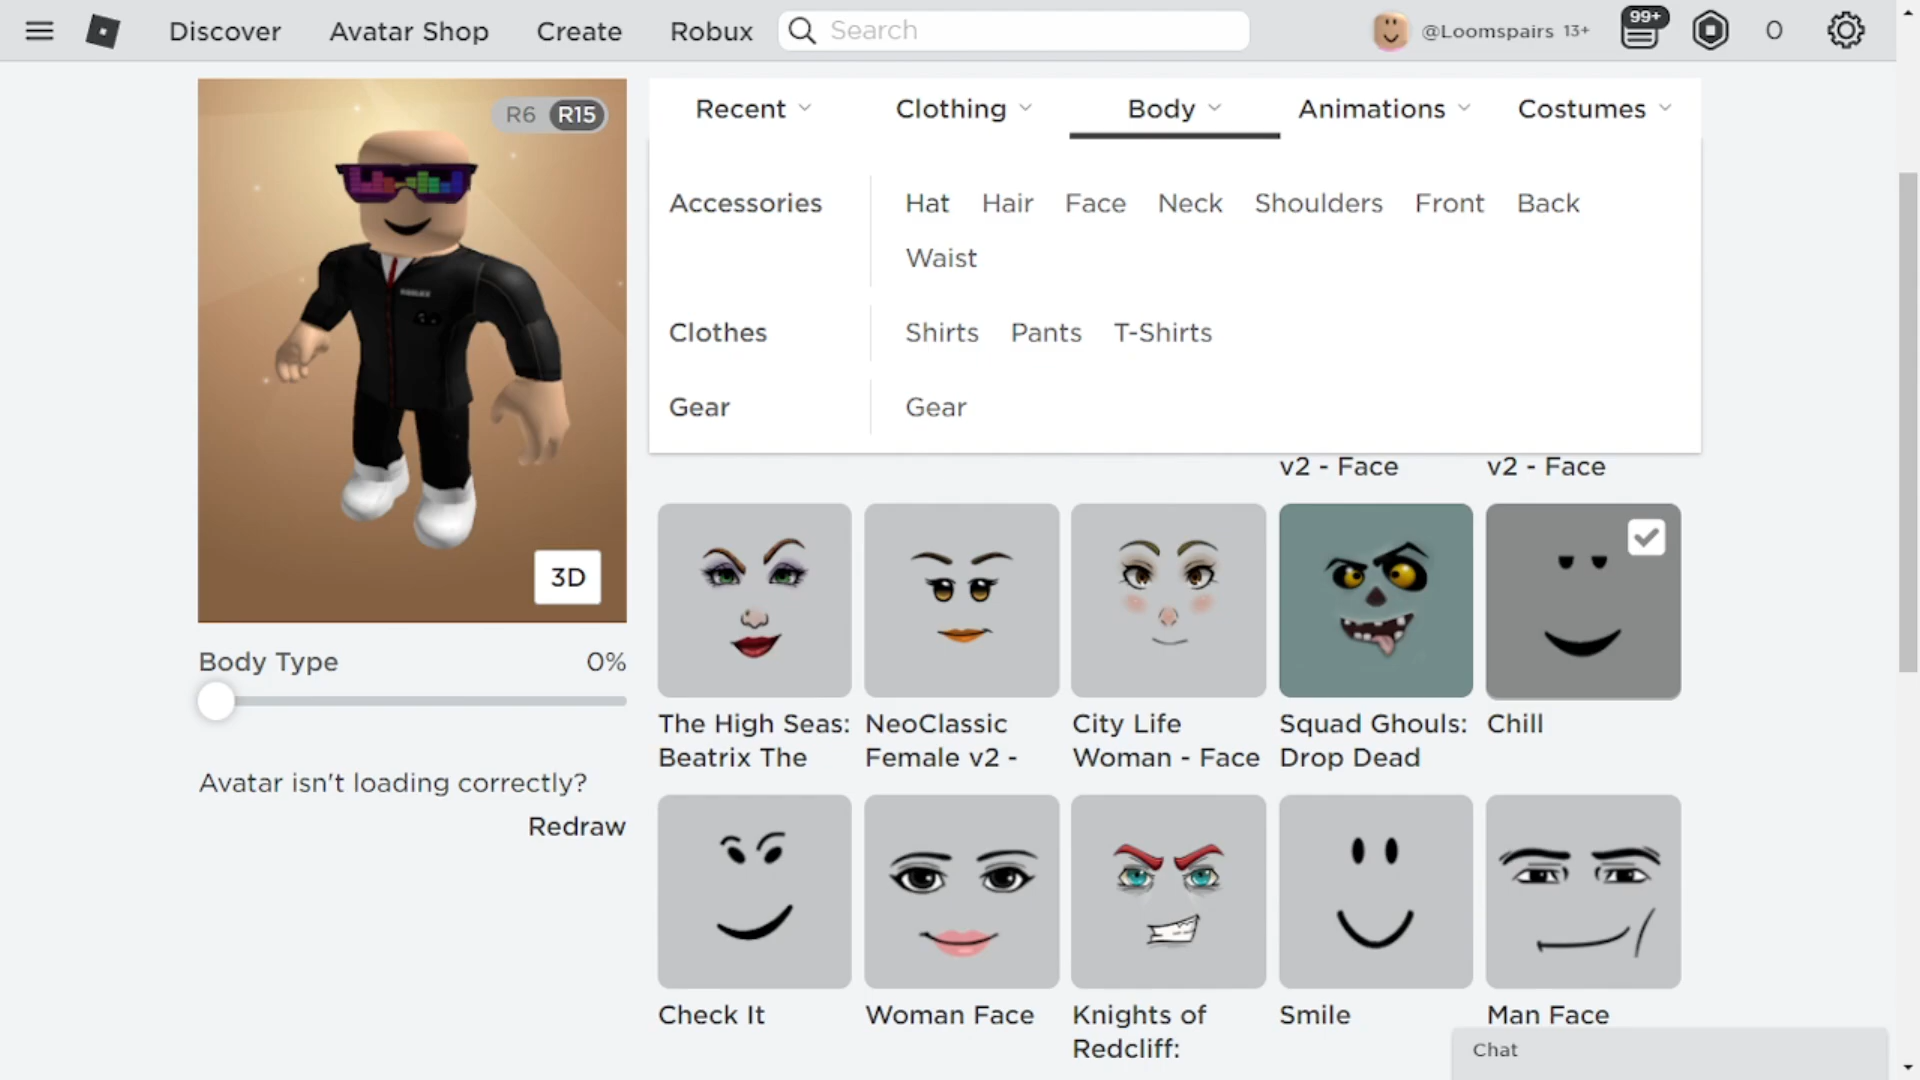 Discover Avatar Shop Create Robux Search @Loomspairs 13+ 99+ 0
R6 R15
Recent Clothing Body Animations Costumes
Accessories Hat Hair Face Neck Shoulders Front Back
Waist
Clothes Shirts Pants T-Shirts
Gear Gear
v2 - Face v2 - Face
3D
Body Type 0%
Avatar isn't loading correctly?
Redraw
The High Seas: NeoClassic City Life Squad Ghouls: Chill
Beatrix The Female v2 - Woman - Face Drop Dead
Check It Woman Face Knights of Smile Man Face
Redcliff:
Chat